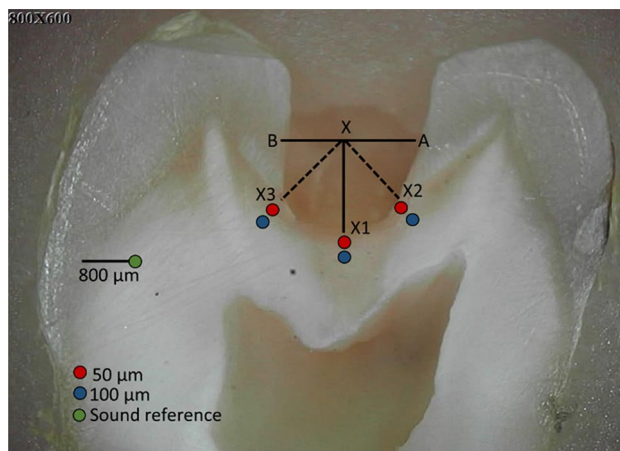 800X600
X
B
A
X3
X2
X1
800 µm
50 µm
100 µm
Sound reference